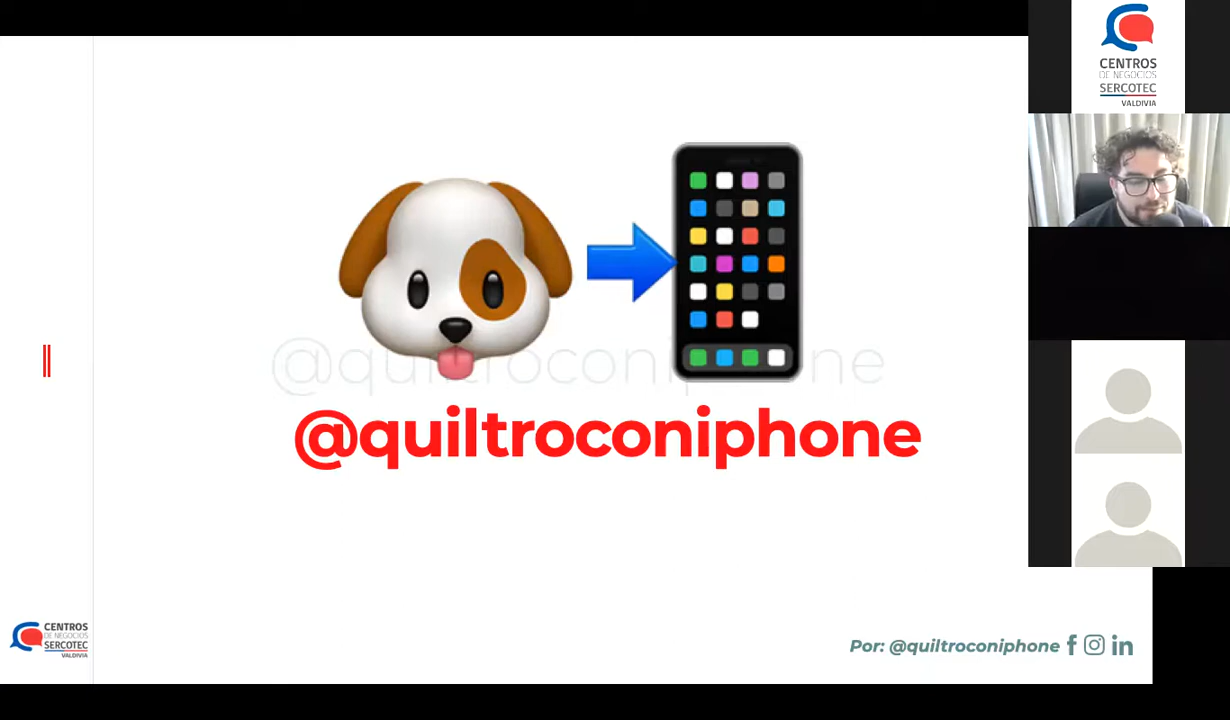 CENTROS
DE NEGOCIOS
SERCOTEC
VALDIVIA
@quiltroconiphone
@quiltroconiphone
CENTROS
DE NEGOCIOS
SERCOTEC
VALDIVIA
Por: @quiltroconiphone